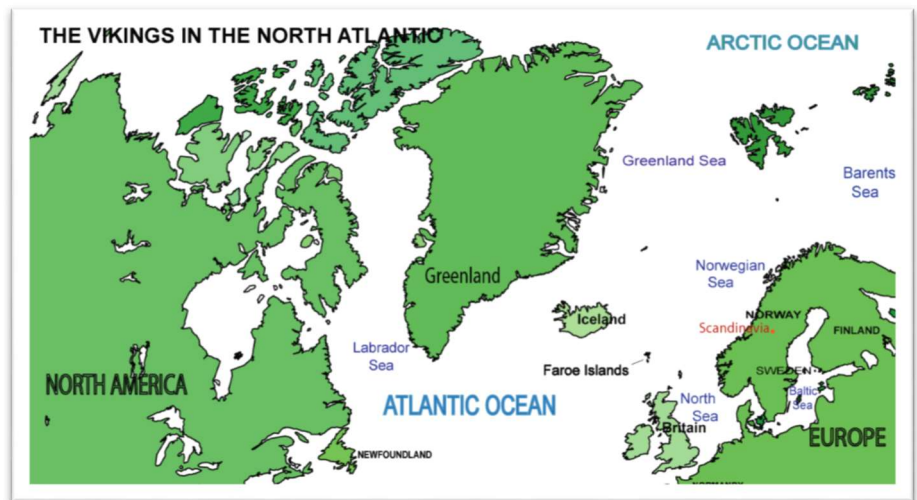 THE VIKINGS IN THE NORTH ATLANTIC
ARCTIC OCEAN
Greenland Sea
Barents
Sea
Norwegian
Sea
Greenland
NORWAY
Iceland
Scandinavia
FINLAND
Labrador
Sea
Faroe Islands
SWEDEN
NORTH AMERICA
Baltic
Sea
North
Sea
ATLANTIC OCEAN
Britain
EUROPE
NEWFOUNDLAND
NORMANDY